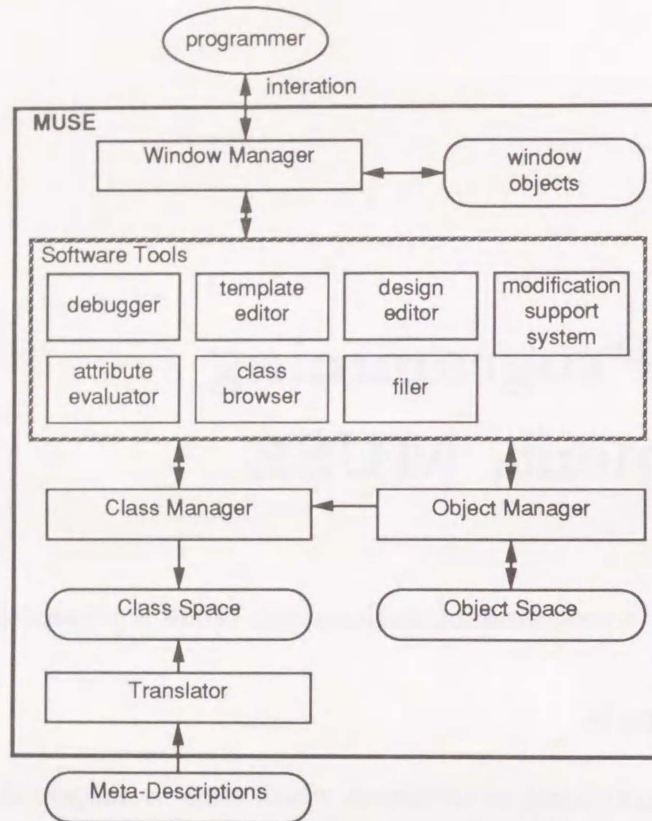 programmer
interation
MUSE
Window Manager
window
objects
Software Tools
debugger
template
editor
design
editor
modification
support
system
attribute
evaluator
class
browser
filer
Class Manager
Object Manager
Class Space
Object Space
Translator
Meta-Descriptions